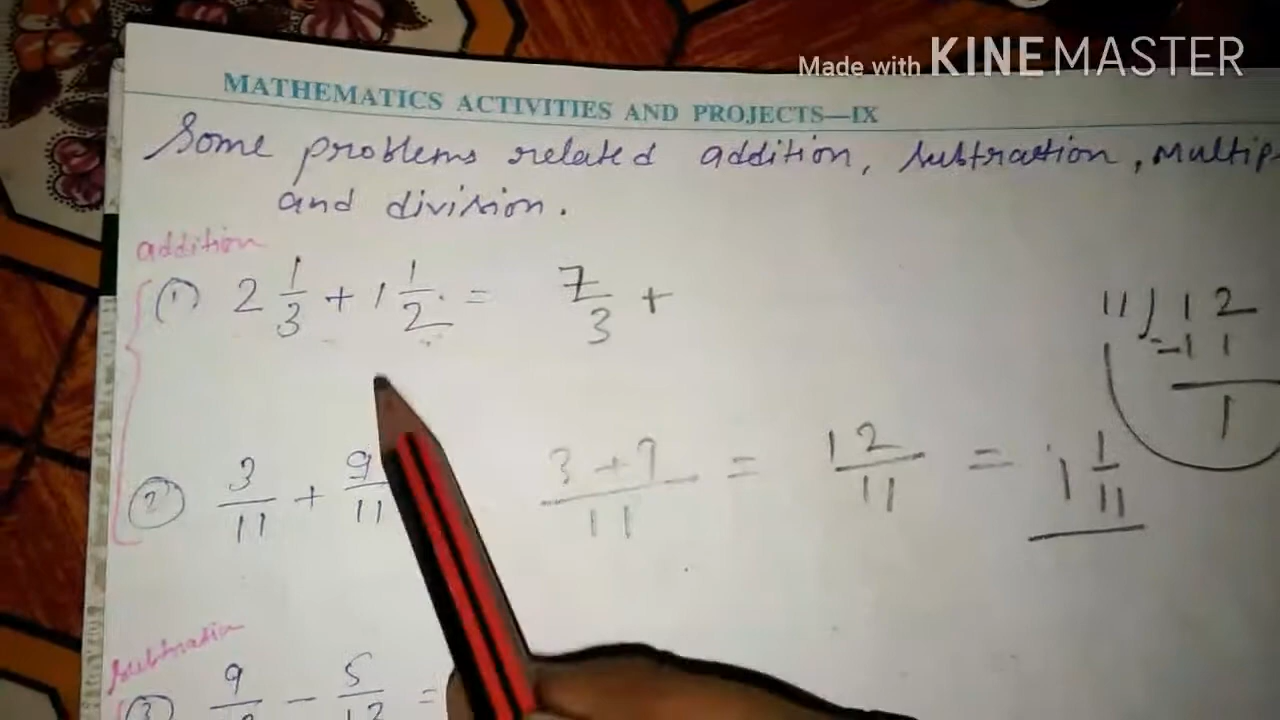 Made with KINEMASTER
MATHEMATICS ACTIVITIES AND PROJECTS—IX
Some problems related addition, subtraction, multip
and division.
addition
(1) 2 1/3 + 1 1/2 = 7/3 +
11) 12
-11
1
(2) 3/11 + 9/11 3+9/11 = 12/11 = 1 1/11
subtraction
(3) 9/ - 5/12 =